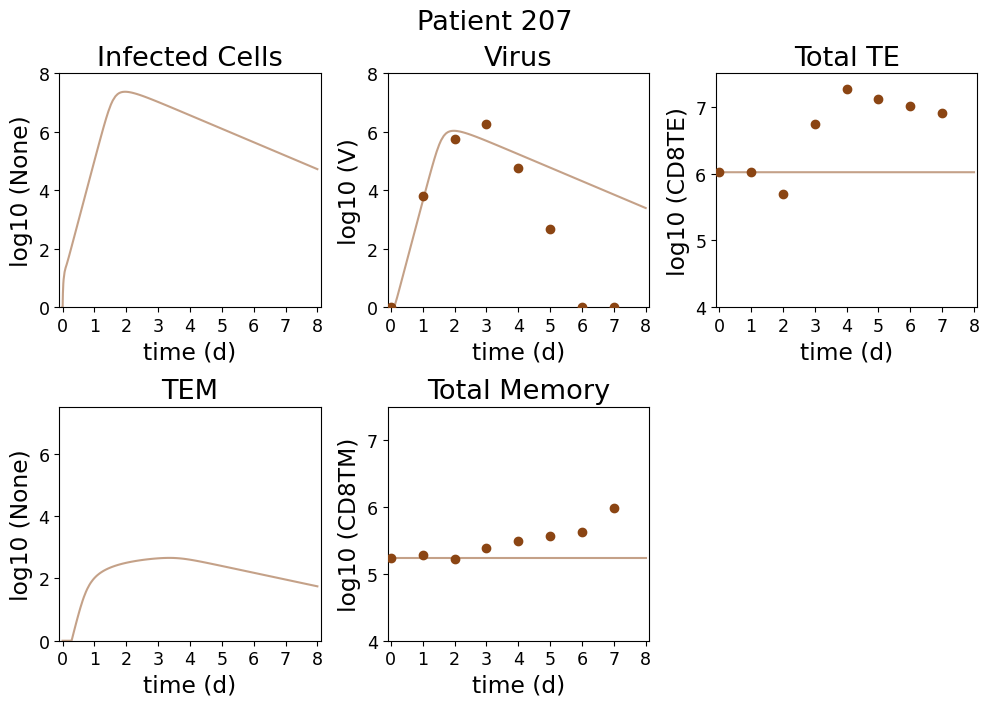 Patient 207
Infected Cells
Virus
Total TE
log10 (None)
8
6
4
2
0
0 1 2 3 4 5 6 7 8
time (d)
log10 (V)
8
6
4
2
0
0 1 2 3 4 5 6 7 8
time (d)
log10 (CD8TE)
7
6
5
4
0 1 2 3 4 5 6 7 8
time (d)
TEM
Total Memory
log10 (None)
6
4
2
0
0 1 2 3 4 5 6 7 8
time (d)
log10 (CD8TM)
7
6
5
4
0 1 2 3 4 5 6 7 8
time (d)